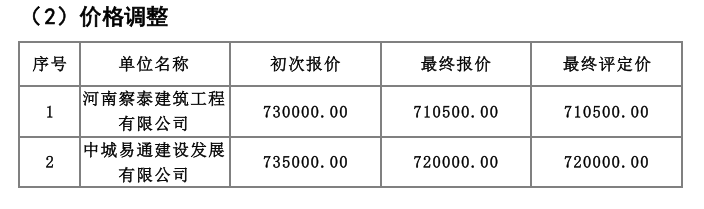 （2）价格调整
序号 单位名称 初次报价 最终报价 最终评定价
1 河南察泰建筑工程有限公司 730000.00 710500.00 710500.00
2 中城易通建设发展有限公司 735000.00 720000.00 720000.00